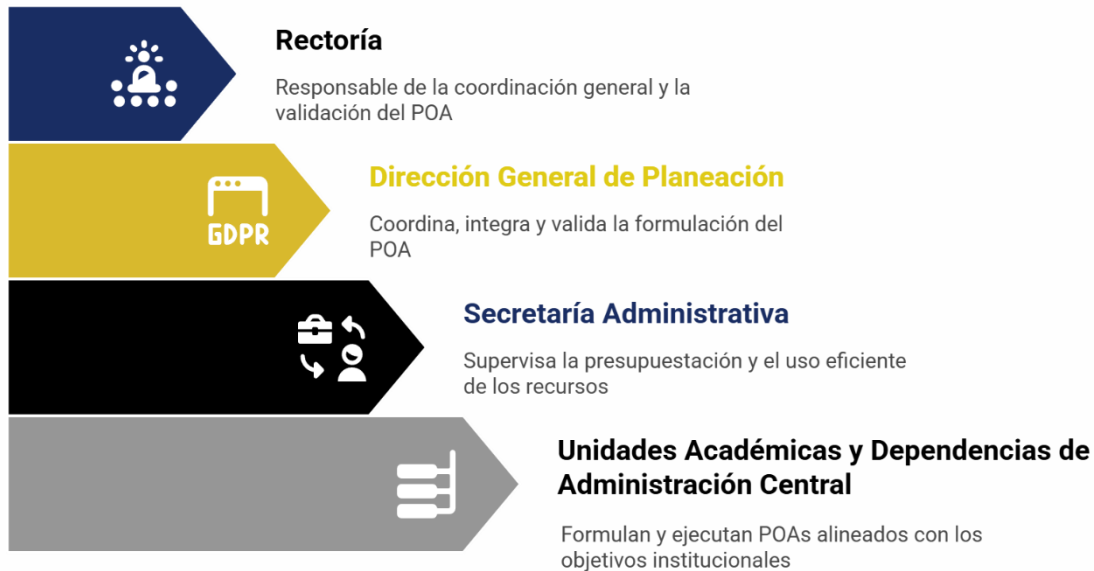 Rectoría
Responsable de la coordinación general y la
validación del POA
GDPR
Dirección General de Planeación
Coordina, integra y valida la formulación del
POA
Secretaría Administrativa
Supervisa la presupuestación y el uso eficiente
de los recursos
Unidades Académicas y Dependencias de
Administración Central
Formulan y ejecutan POAs alineados con los
objetivos institucionales